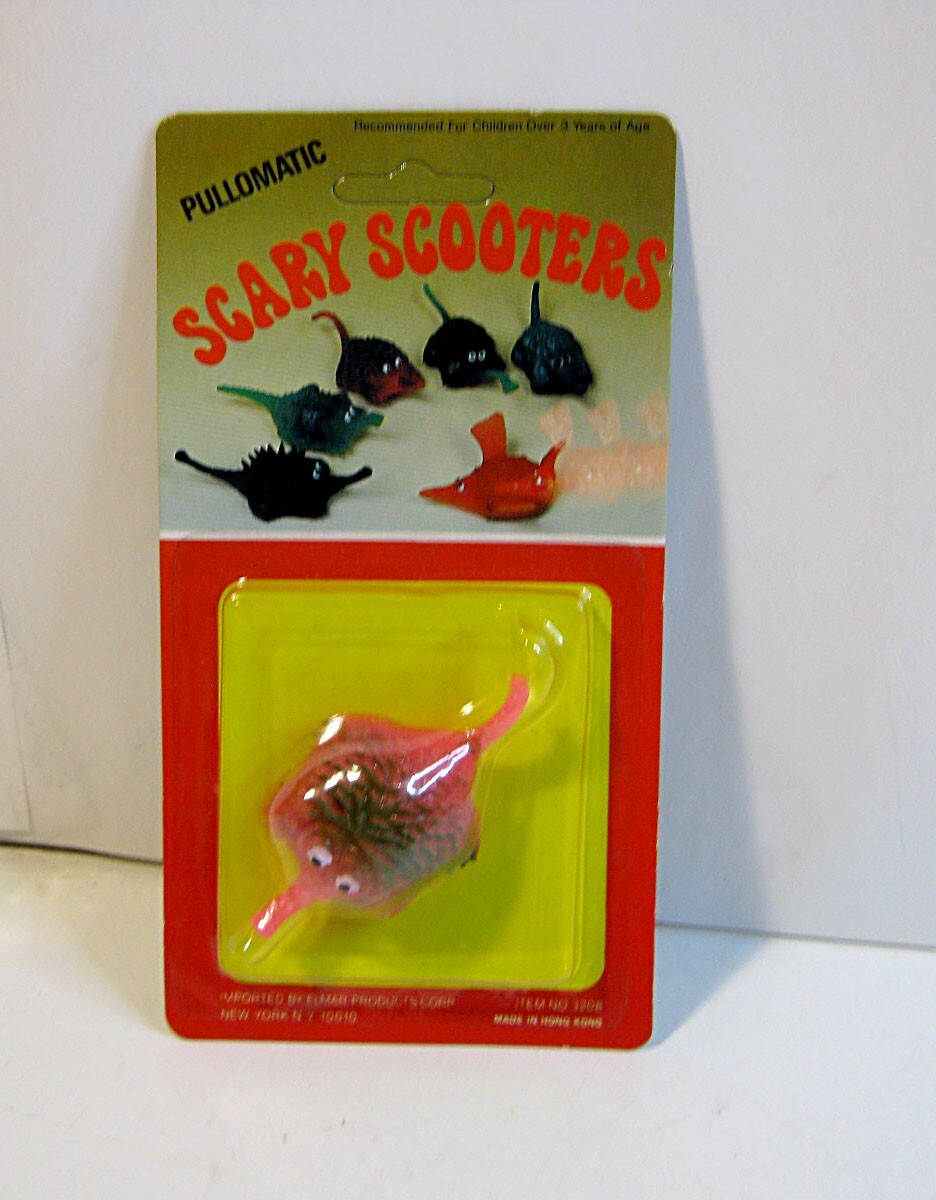 Recommended For Children Over 3 Years of Age
PULLOMATIC
SCARY SCOOTERS
IMPORTED BY ELMAR PRODUCTS CORP
NEW YORK N Y 10010
ITEM NO 3208
MADE IN HONG KONG